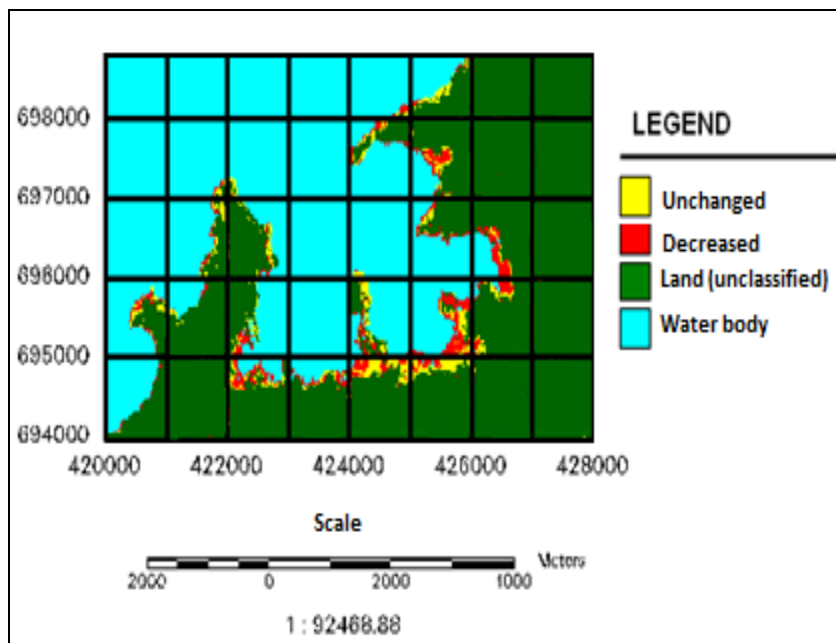 698000
697000
696000
695000
694000
420000 422000 424000 426000 428000
LEGEND
Unchanged
Decreased
Land (unclassified)
Water body
Scale
2000 0 2000 1000 Meters
1 : 92468.88